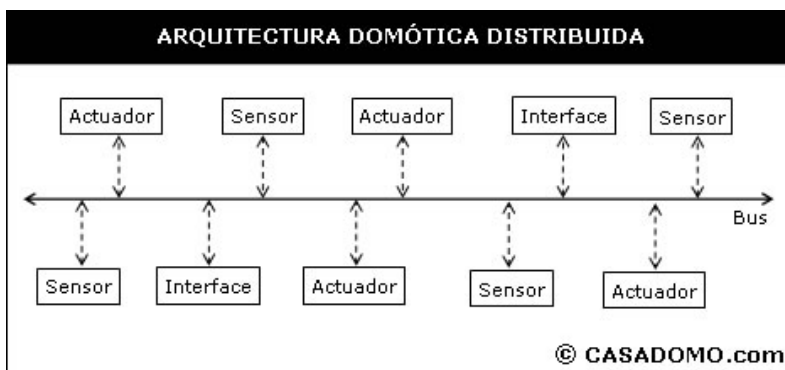 ARQUITECTURA DOMÓTICA DISTRIBUIDA
Actuador Sensor Actuador Interface Sensor
Bus
Sensor Interface Actuador Sensor Actuador
© CASADOMO.com